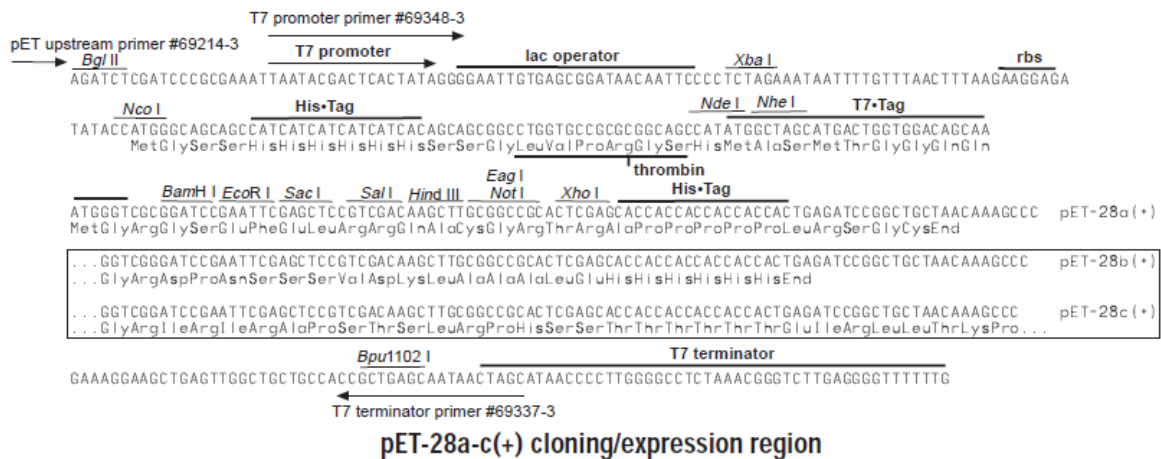 T7 promoter primer #69348-3
pET upstream primer #69214-3
Bgl II T7 promoter lac operator Xba I rbs
AGATCTCGATCCCGCGAAATTAATACGACTCACTATAGGGGAATTGTGAGCGGATAACAATTCCCCTCTAGAAATAATTTTGTTTAACTTTAAGAAGGAGA
Nco I His•Tag Nde I Nhe I T7•Tag
TATACCATGGGCAGCAGCCATCATCATCATCATCACAGCAGCGGCCTGGTGCCGCGCGGCAGCCATATGGCTAGCATGACTGGTGGACAGCAA
MetGlySerSerHisHisHisHisHisHisSerSerGlyLeuValProArgGlySerHisMetAlaSerMetThrGlyGlyGlnGln
thrombin
BamH I EcoR I Sac I Sal I Hind III Eag I Not I Xho I His•Tag
ATGGGTCGCGGATCCGAATTCGAGCTCCGTCGACAAGCTTGCGGCCGCACTCGAGCACCACCACCACCACCACTGAGATCCGGCTGCTAACAAAGCCC pET-28a(+)
MetGlyArgGlySerGluPheGluLeuArgArgGlnAlaCysGlyArgThrArgAlaProProProProProLeuArgSerGlyCysEnd
...GGTCGGGATCCGAATTCGAGCTCCGTCGACAAGCTTGCGGCCGCACTCGAGCACCACCACCACCACCACTGAGATCCGGCTGCTAACAAAGCCC pET-28b(+)
...GlyArgAspProAsnSerSerSerValAspLysLeuAlaAlaAlaLeuGluHisHisHisHisHisHisEnd
...GGTCGGATCCGAATTCGAGCTCCGTCGACAAGCTTGCGGCCGCACTCGAGCACCACCACCACCACCACTGAGATCCGGCTGCTAACAAAGCCC pET-28c(+)
...GlyArgIleArgIleArgAlaProSerThrSerLeuArgProHisSerSerThrThrThrThrThrThrGluIleArgLeuLeuThrLysPro...
Bpu1102 I T7 terminator
GAAAGGAAGCTGAGTTGGCTGCTGCCACCGCTGAGCAATAACTAGCATAACCCCTTGGGGCCTCTAAACGGGTCTTGAGGGGTTTTTTG
T7 terminator primer #69337-3
pET-28a-c(+) cloning/expression region